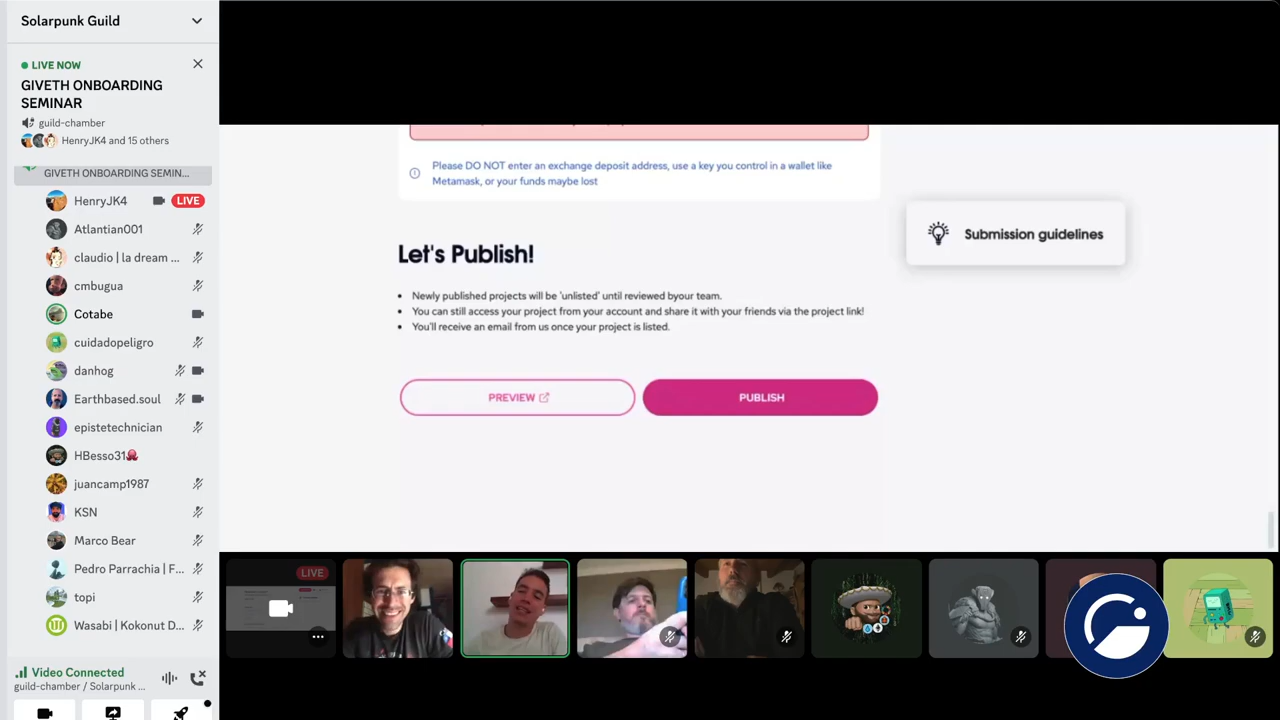 Solarpunk Guild
LIVE NOW
GIVETH ONBOARDING
SEMINAR
guild-chamber
HenryJK4 and 15 others
GIVETH ONBOARDING SEMIN...
HenryJK4
LIVE
Atlantian001
claudio | la dream ...
cmbugua
Cotabe
cuidadopeligro
danhog
Earthbased.soul
epistetechnician
HBesso31
juancamp1987
KSN
Marco Bear
Pedro Parrachia | F...
topi
Wasabi | Kokonut D...
Video Connected
guild-chamber / Solarpunk ...
Please DO NOT enter an exchange deposit address, use a key you control in a wallet like
Metamask, or your funds maybe lost
Submission guidelines
Let's Publish!
• Newly published projects will be 'unlisted' until reviewed byour team.
• You can still access your project from your account and share it with your friends via the project link!
• You'll receive an email from us once your project is listed.
PREVIEW
PUBLISH
LIVE